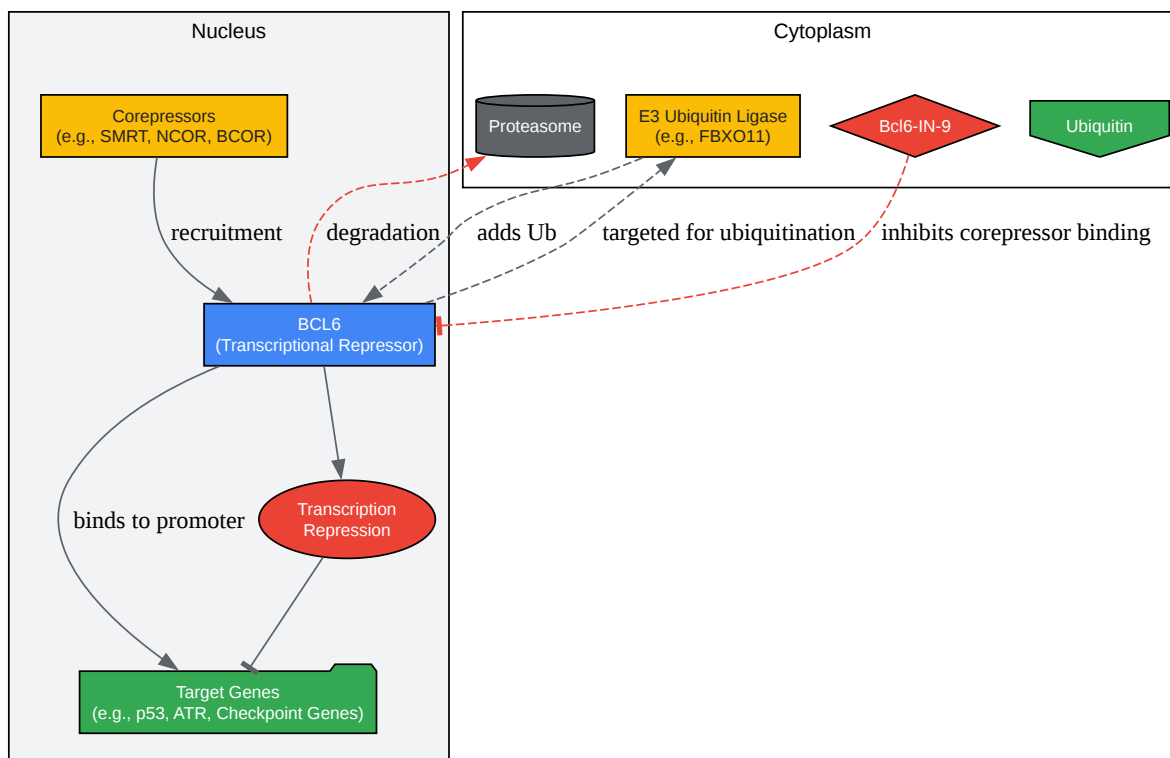 Nucleus
Cytoplasm
Corepressors
(e.g., SMRT, NCOR, BCOR)
Proteasome
E3 Ubiquitin Ligase
(e.g., FBXO11)
Bcl6-IN-9
Ubiquitin
recruitment
degradation
adds Ub
targeted for ubiquitination
inhibits corepressor binding
BCL6
(Transcriptional Repressor)
binds to promoter
Transcription
Repression
Target Genes
(e.g., p53, ATR, Checkpoint Genes)